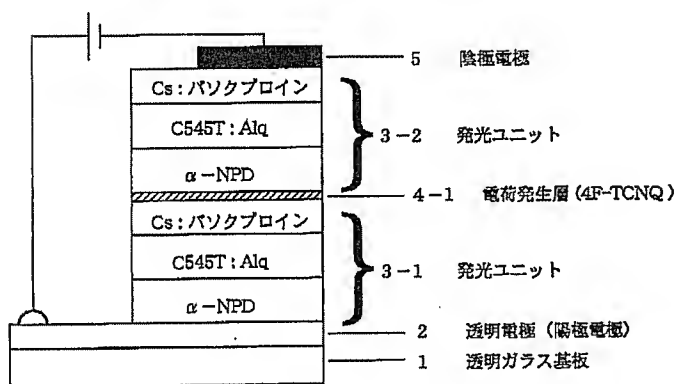 5 陰極電極
Cs:バソクプロイン
C545T:Alq
3-2 発光ユニット
α-NPD
4-1 電荷発生層(4F-TCNQ)
Cs:バソクプロイン
C545T:Alq
3-1 発光ユニット
α-NPD
2 透明電極(陽極電極)
1 透明ガラス基板